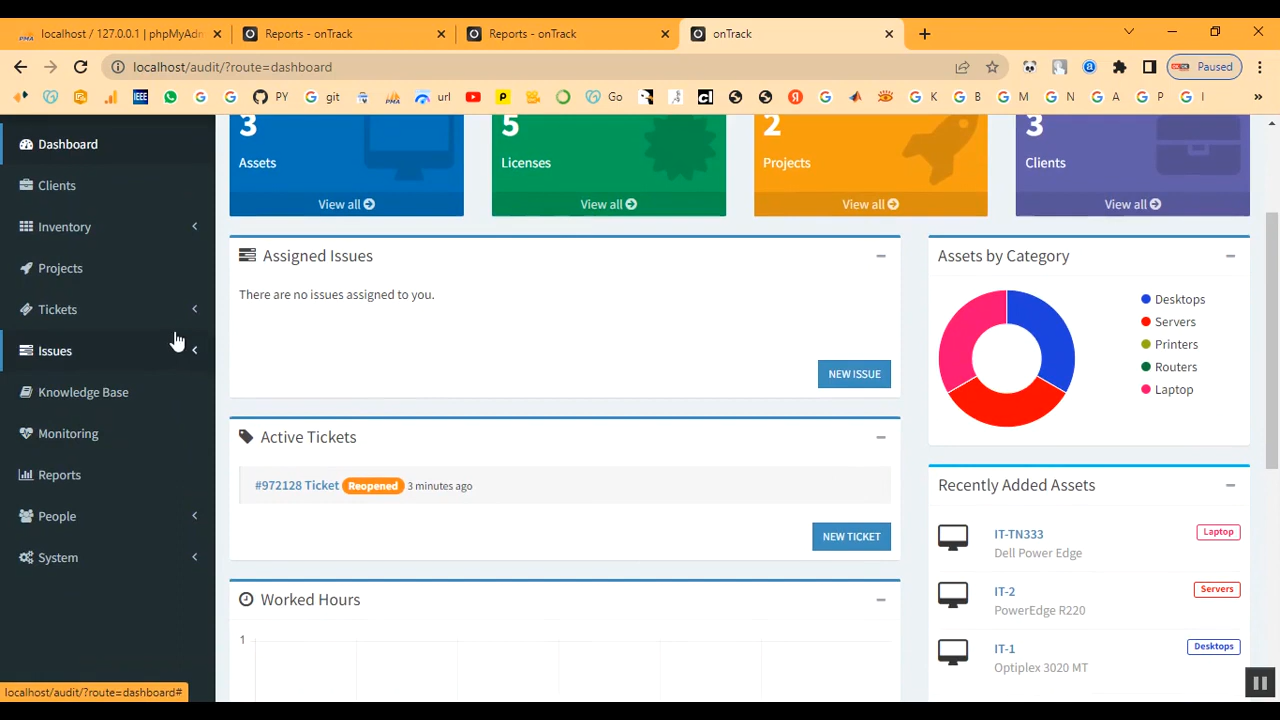 localhost / 127.0.0.1 | phpMyAdn
Reports - onTrack
Reports - onTrack
onTrack
localhost/audit/?route=dashboard
Paused
IEEE
PY
git
url
Go
K
B
M
N
A
P
I
»
Dashboard
Clients
Inventory
Projects
Tickets
Issues
Knowledge Base
Monitoring
Reports
People
System
3
Assets
View all
5
Licenses
View all
2
Projects
View all
3
Clients
View all
Assigned Issues
There are no issues assigned to you.
NEW ISSUE
Active Tickets
#972128 Ticket Reopened 3 minutes ago
NEW TICKET
Worked Hours
1
Assets by Category
Desktops
Servers
Printers
Routers
Laptop
Recently Added Assets
IT-TN333
Laptop
Dell Power Edge
IT-2
Servers
PowerEdge R220
IT-1
Desktops
Optiplex 3020 MT
localhost/audit/?route=dashboard#